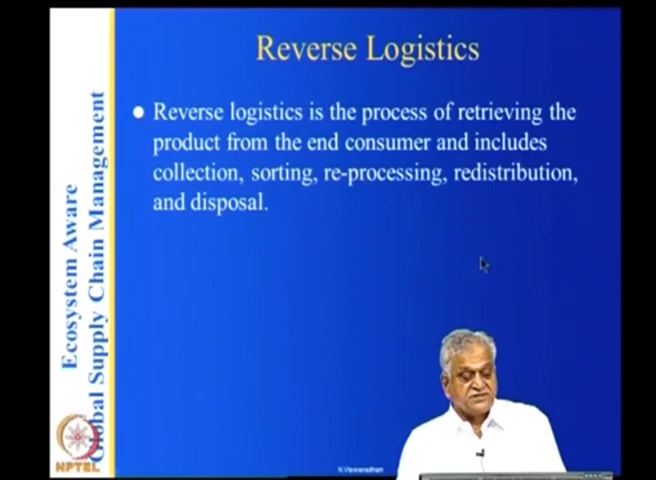 Reverse Logistics
Reverse logistics is the process of retrieving the
product from the end consumer and includes
collection, sorting, re-processing, redistribution,
and disposal.
Ecosystem Aware
Global Supply Chain Management
NPTEL
N.Viswanadham